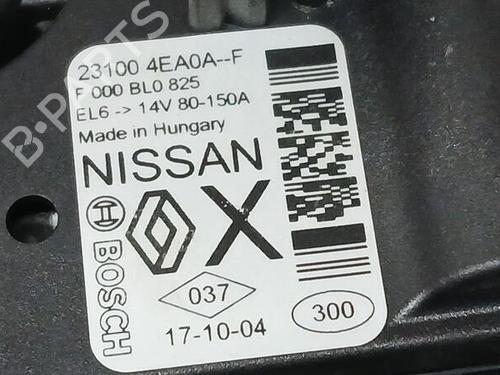 23100 4EA0A--F
F 000 BL0 825
EL6 -> 14V 80-150A
Made in Hungary
NISSAN
X
BOSCH
037
17-10-04
300
B-PARTS